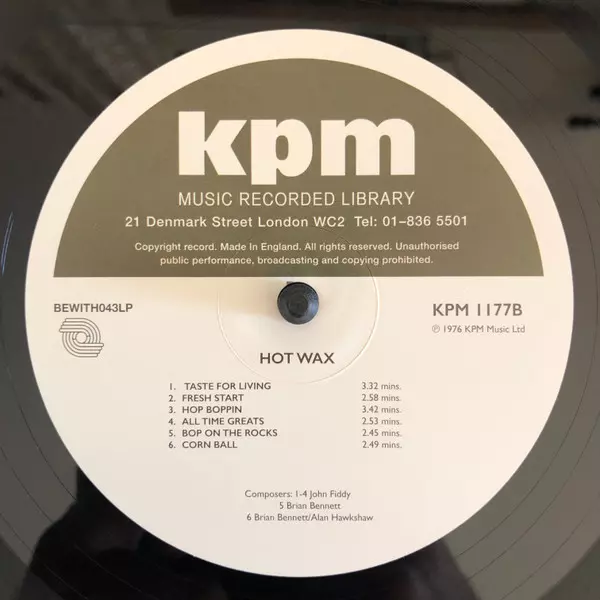 kpm
MUSIC RECORDED LIBRARY
21 Denmark Street London WC2 Tel: 01-836 5501
Copyright record. Made In England. All rights reserved. Unauthorised
public performance, broadcasting and copying prohibited.
BEWITH043LP
KPM 1177B
℗ 1976 KPM Music Ltd
HOT WAX
1. TASTE FOR LIVING 3.32 mins.
2. FRESH START 2.58 mins.
3. HOP BOPPIN 3.42 mins.
4. ALL TIME GREATS 2.53 mins.
5. BOP ON THE ROCKS 2.45 mins.
6. CORN BALL 2.49 mins.
Composers: 1-4 John Fiddy
5 Brian Bennett
6 Brian Bennett/Alan Hawkshaw